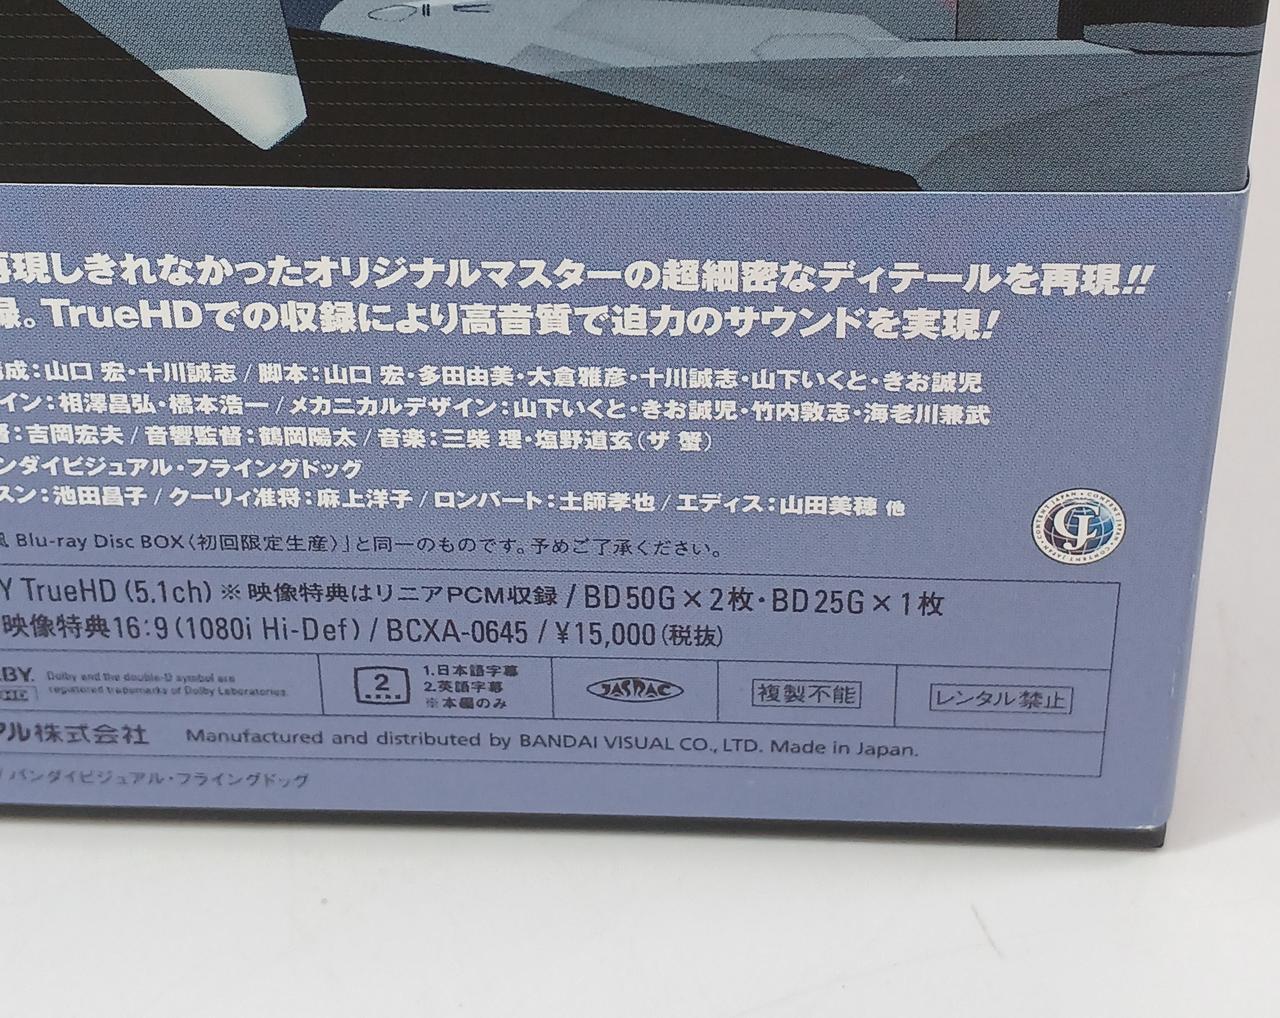 現しきれなかったオリジナルマスターの超細密なディテールを再現!!
録。TrueHDでの収録により高音質で迫力のサウンドを実現!
成:山口 宏・十川誠志 / 脚本:山口 宏・多田由美・大倉雅彦・十川誠志・山下いくと・きお誠児
イン:相澤昌弘・橋本浩一 / メカニカルデザイン:山下いくと・きお誠児・竹内敦志・海老川兼武
:吉岡宏夫 / 音響監督:鶴岡陽太 / 音楽:三柴 理・塩野道玄(ザ 蟹)
ンダイビジュアル・フライングドッグ
スン:池田昌子 / クーリィ准将:麻上洋子 / ロンバート:土師孝也 / エディス:山田美穂 他
風 Blu-ray Disc BOX〈初回限定生産〉」と同一のものです。予めご了承ください。
Y TrueHD (5.1ch) ※映像特典はリニアPCM収録 / BD50G×2枚・BD25G×1枚
映像特典16:9(1080i Hi-Def) / BCXA-0645 / ¥15,000(税抜)
BY. Dolby and the double-D symbol are
registered trademarks of Dolby Laboratories.
2
1.日本語字幕
2.英語字幕
※本編のみ
JASRAC
複製不能
レンタル禁止
アル株式会社 Manufactured and distributed by BANDAI VISUAL CO., LTD. Made in Japan.
/ バンダイビジュアル・フライングドッグ
CONTENT JAPAN
CJ